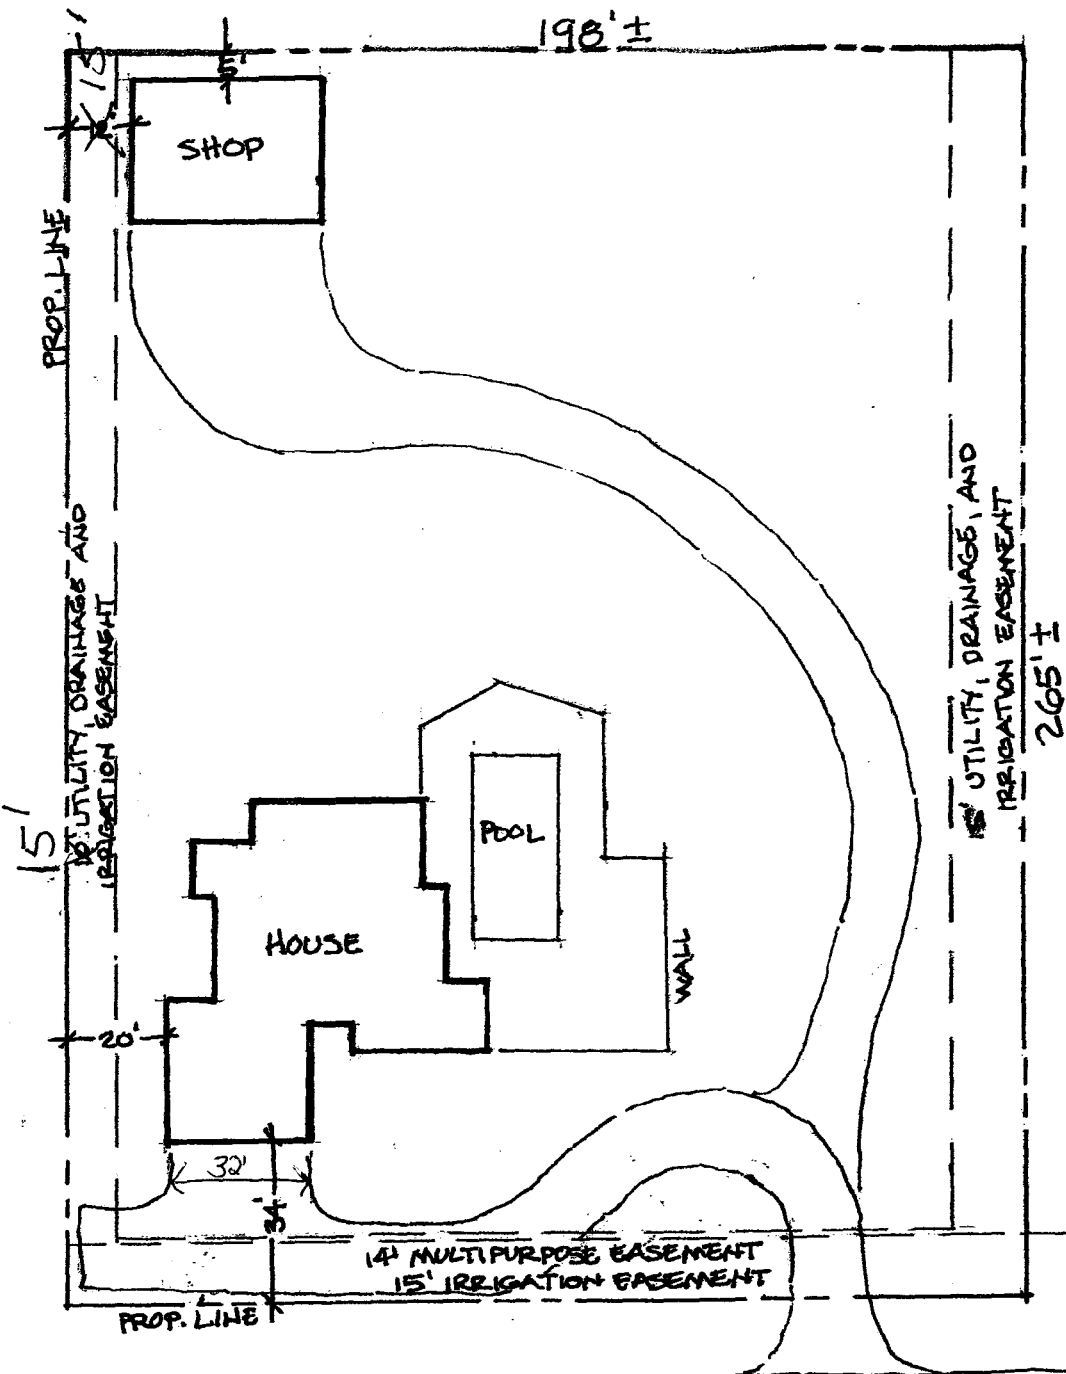 198'±
15'
5'
SHOP
PROP. LINE
UTILITY, DRAINAGE AND
IRRIGATION EASEMENT
15'
UTILITY, DRAINAGE, AND
IRRIGATION EASEMENT
265'±
POOL
HOUSE
WALL
20'
32'
34'
14' MULTIPURPOSE EASEMENT
15' IRRIGATION EASEMENT
PROP. LINE